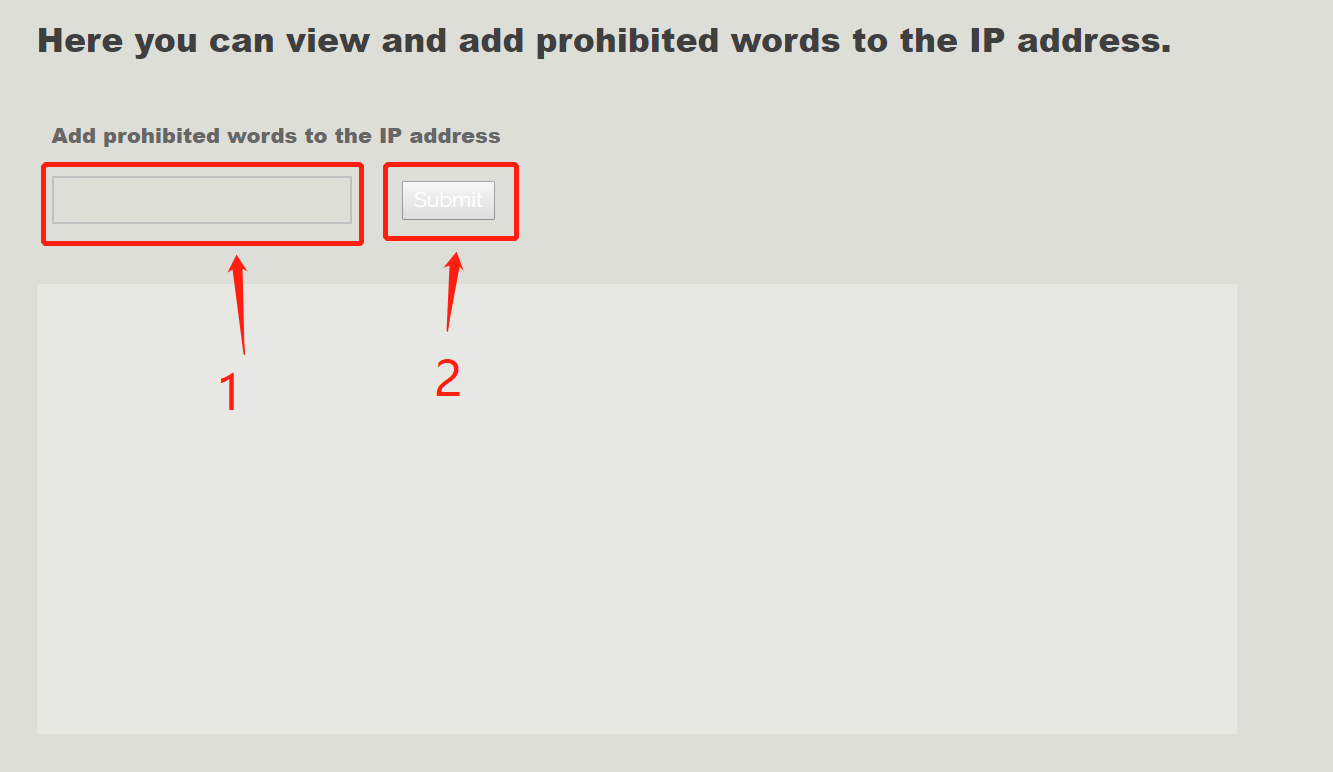 Here you can view and add prohibited words to the IP address.
Add prohibited words to the IP address
Submit
1
2